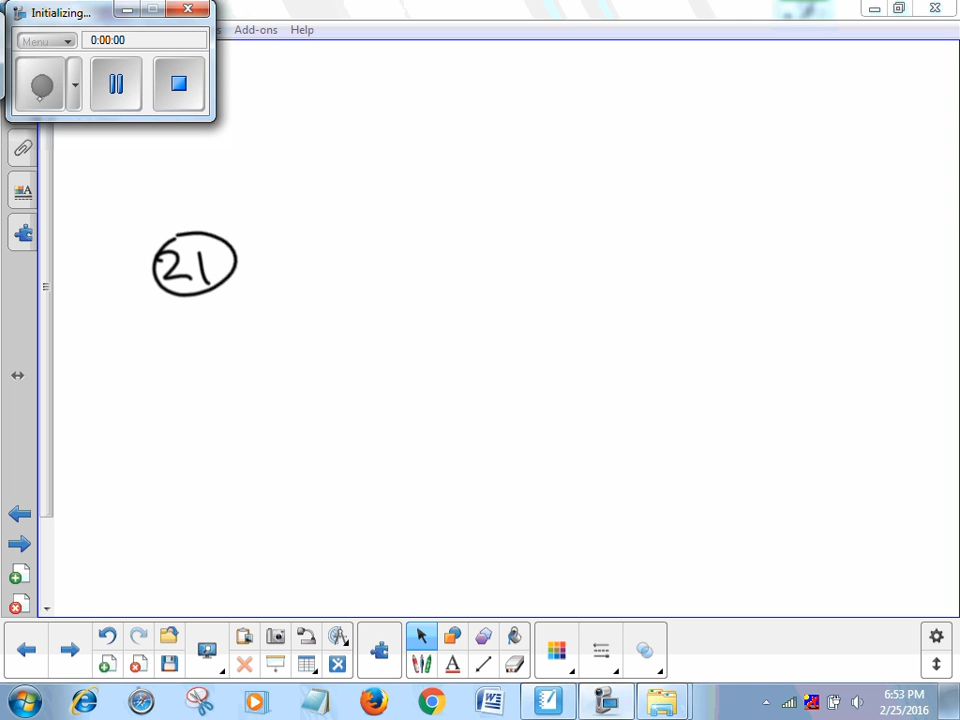 Initializing...
Menu
0:00:00
Add-ons Help
21
6:53 PM
2/25/2016